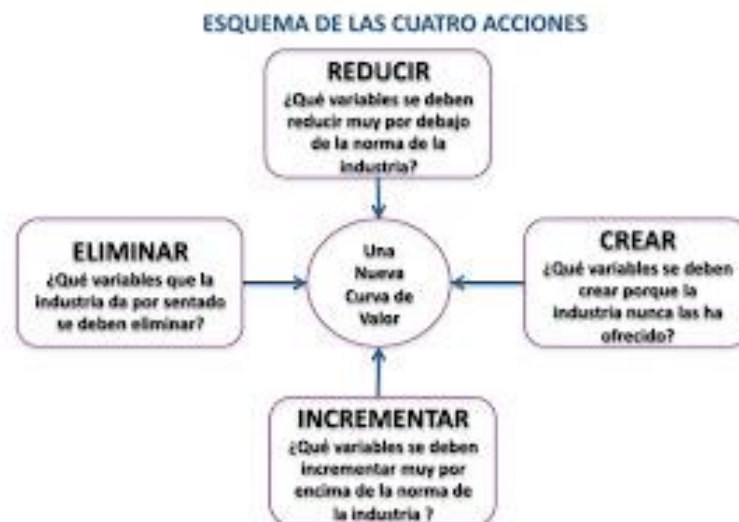 ESQUEMA DE LAS CUATRO ACCIONES
REDUCIR
¿Qué variables se deben
reducir muy por debajo
de la norma de la
industria?
ELIMINAR
¿Qué variables que la
industria da por sentado
se deben eliminar?
Una
Nueva
Curva de
Valor
CREAR
¿Qué variables se deben
crear porque la
industria nunca las ha
ofrecido?
INCREMENTAR
¿Qué variables se deben
incrementar muy por
encima de la norma de
la industria ?